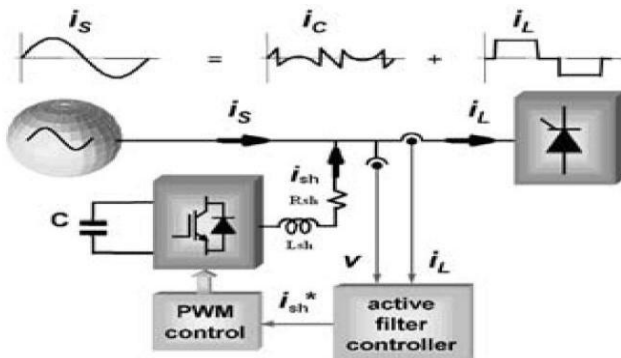 iS iC iL
= +
iS iL
ish
Rsh
C
Lsh
v iL
PWM
control
ish*
active
filter
controller